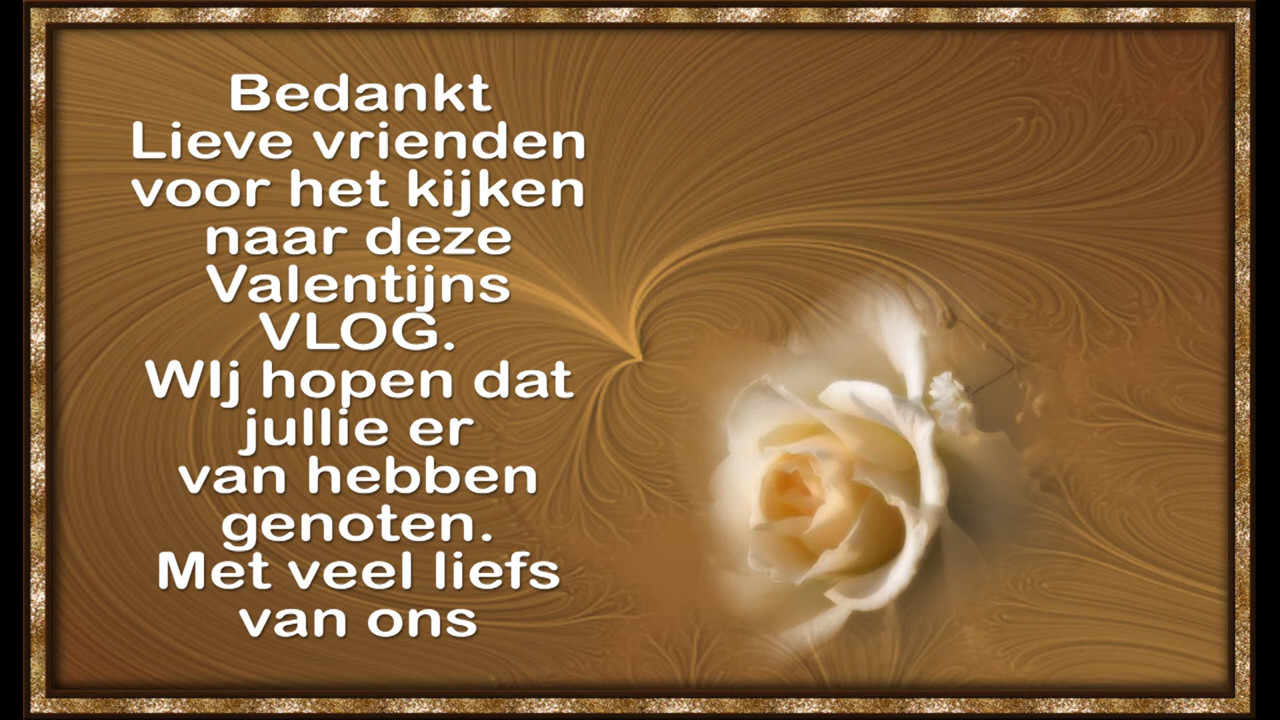 Bedankt
Lieve vrienden
voor het kijken
naar deze
Valentijns
VLOG.
WIj hopen dat
jullie er
van hebben
genoten.
Met veel liefs
van ons